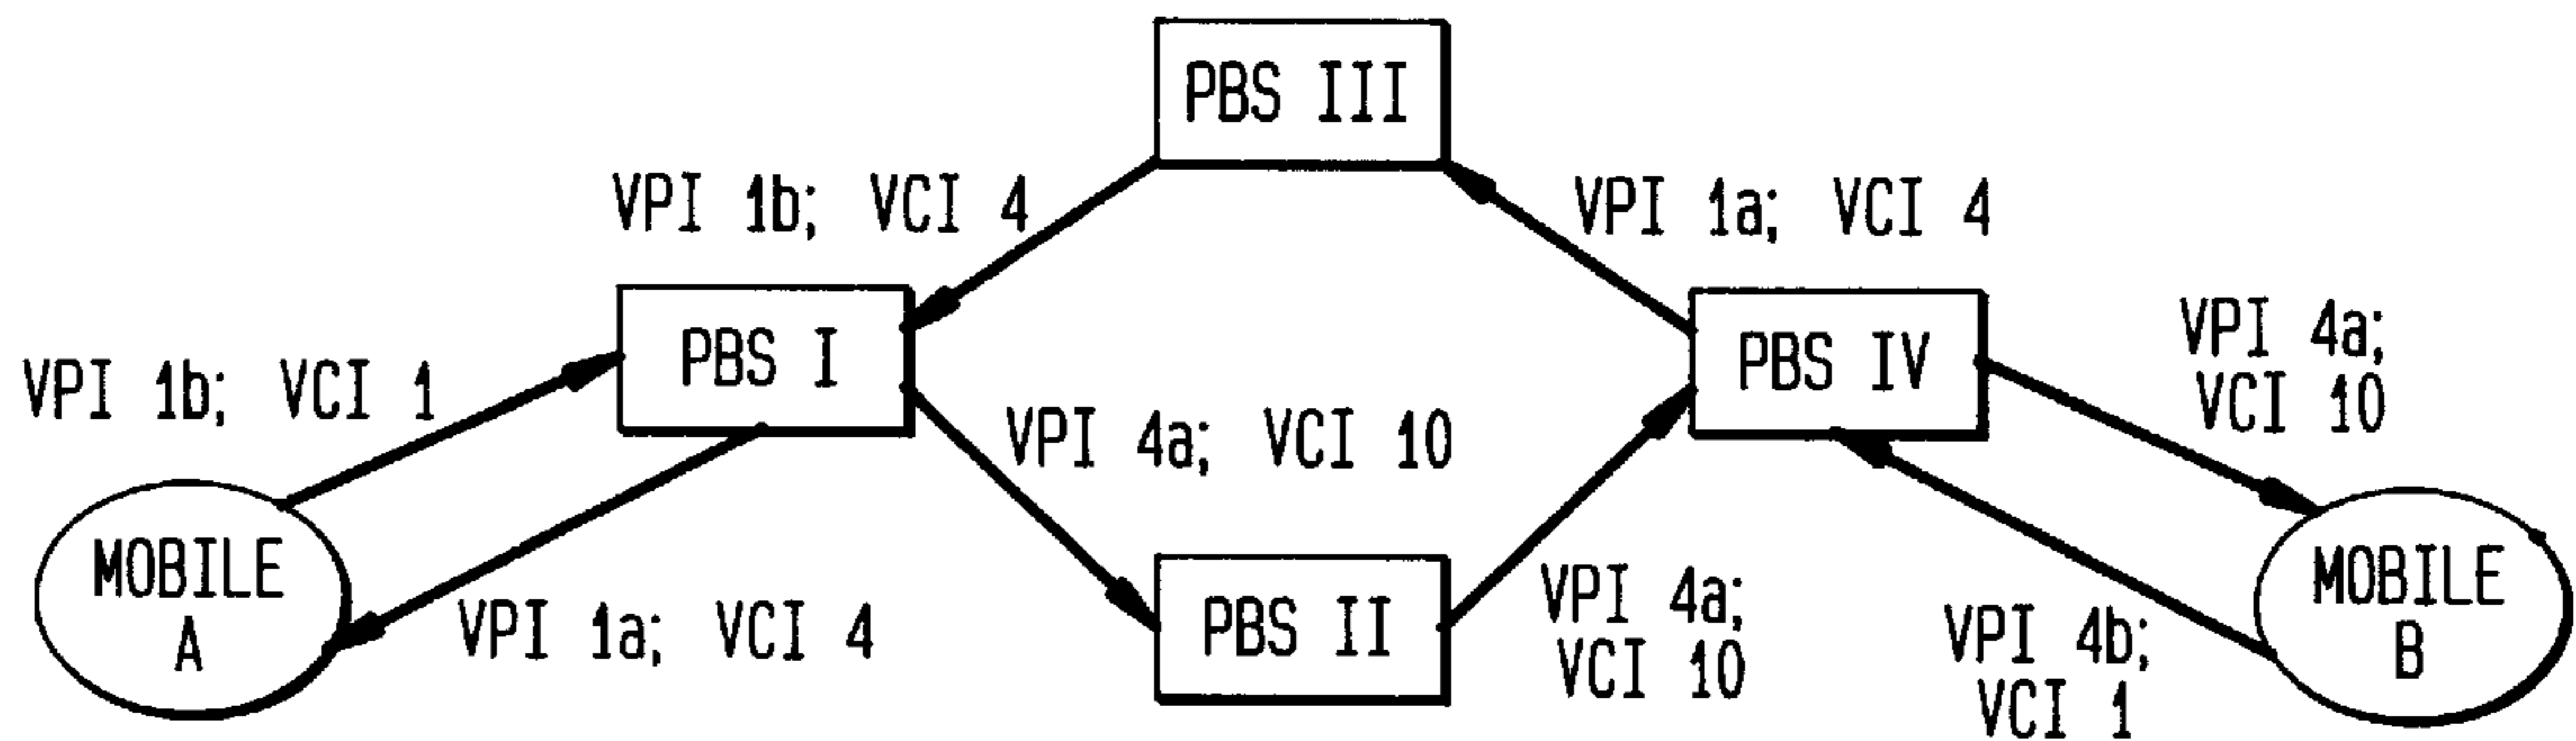 PBS III
VPI 1b; VCI 4
VPI 1a; VCI 4
PBS I
PBS IV
VPI 4a;
VCI 10
VPI 1b; VCI 1
VPI 4a; VCI 10
MOBILE
A
VPI 1a; VCI 4
PBS II
VPI 4a;
VCI 10
VPI 4b;
VCI 1
MOBILE
B